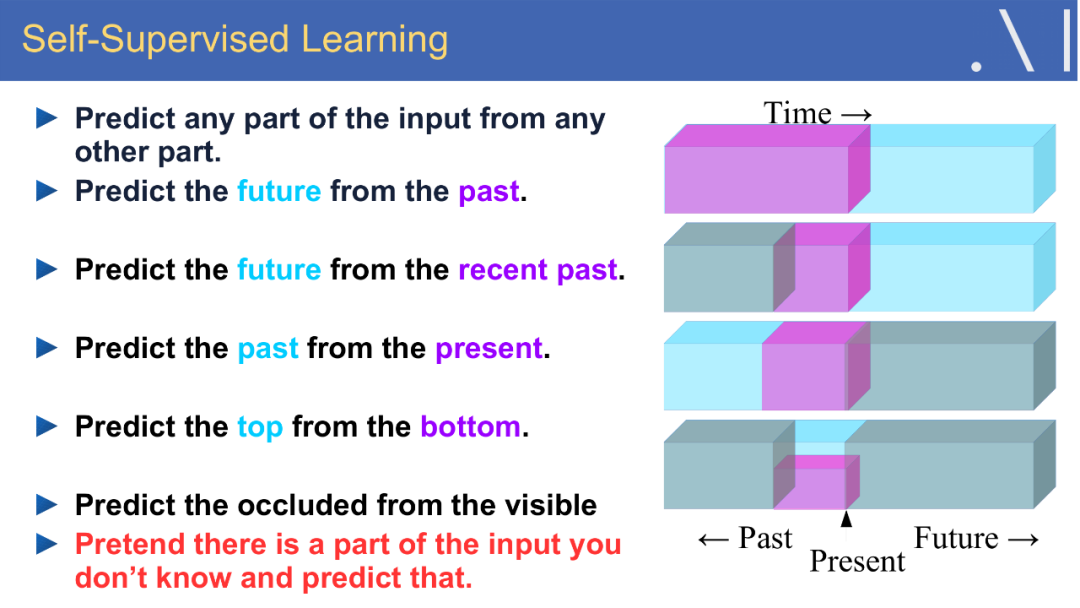 Self-Supervised Learning
► Predict any part of the input from any
other part.
► Predict the future from the past.
► Predict the future from the recent past.
► Predict the past from the present.
► Predict the top from the bottom.
► Predict the occluded from the visible
► Pretend there is a part of the input you
don’t know and predict that.
Time →
← Past
Present
Future →